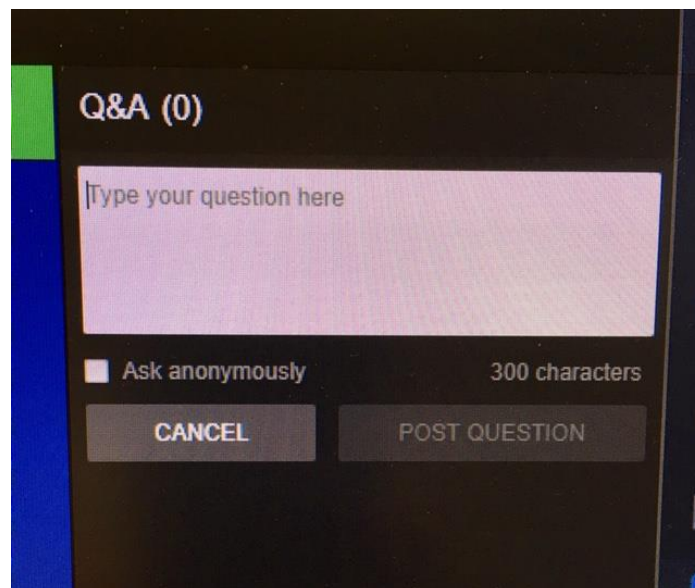 Q&A (0)
Type your question here
Ask anonymously 300 characters
CANCEL POST QUESTION